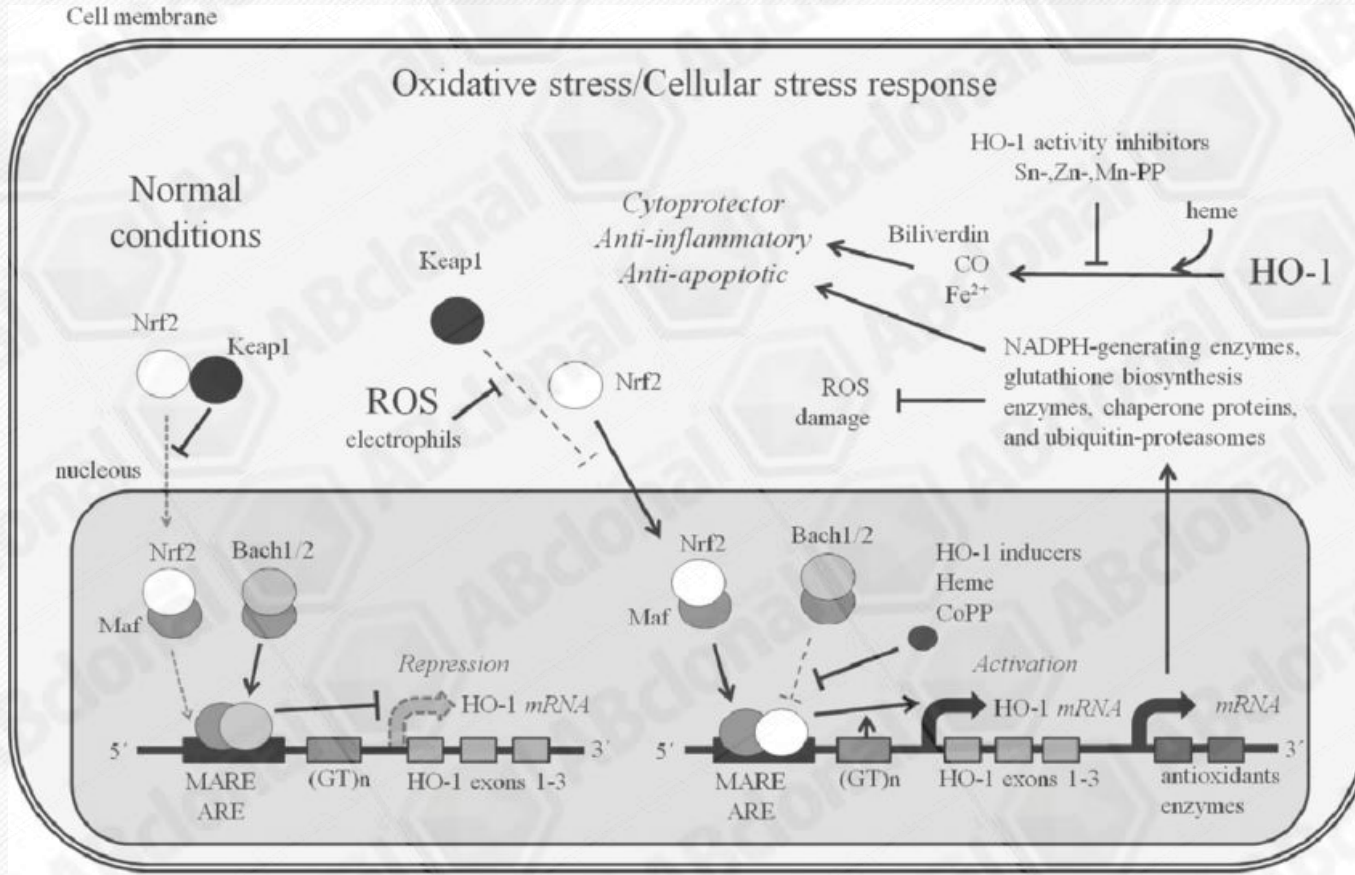 Cell membrane
Oxidative stress/Cellular stress response
Normal
conditions
Nrf2
Keap1
nucleous
Keap1
ROS
electrophils
Nrf2
Cytoprotector
Anti-inflammatory
Anti-apoptotic
HO-1 activity inhibitors
Sn-,Zn-,Mn-PP
heme
Biliverdin
CO
Fe²⁺
HO-1
NADPH-generating enzymes,
glutathione biosynthesis
enzymes, chaperone proteins,
and ubiquitin-proteasomes
ROS
damage
Nrf2
Bach1/2
Maf
Repression
HO-1 mRNA
5´
3´
MARE
ARE
(GT)n
HO-1 exons 1-3
Nrf2
Bach1/2
Maf
HO-1 inducers
Heme
CoPP
Activation
HO-1 mRNA
mRNA
5´
3´
MARE
ARE
(GT)n
HO-1 exons 1-3
antioxidants
enzymes
ABclonal